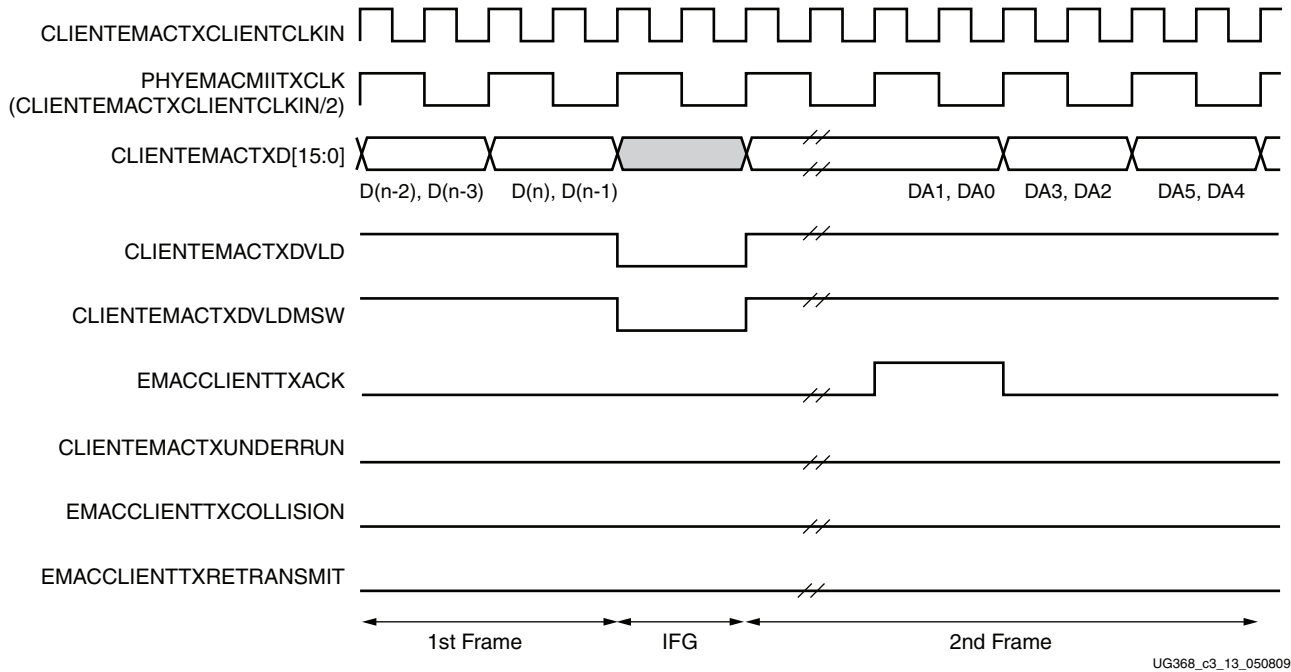 CLIENTEMACTXCLIENTCLKIN
PHYEMACMIITXCLK
(CLIENTEMACTXCLIENTCLKIN/2)
CLIENTEMACTXD[15:0]
D(n-2), D(n-3) D(n), D(n-1) DA1, DA0 DA3, DA2 DA5, DA4
CLIENTEMACTXDVLD
CLIENTEMACTXDVLDMSW
EMACCLIENTTXACK
CLIENTEMACTXUNDERRUN
EMACCLIENTTXCOLLISION
EMACCLIENTTXRETRANSMIT
1st Frame IFG 2nd Frame
UG368_c3_13_050809